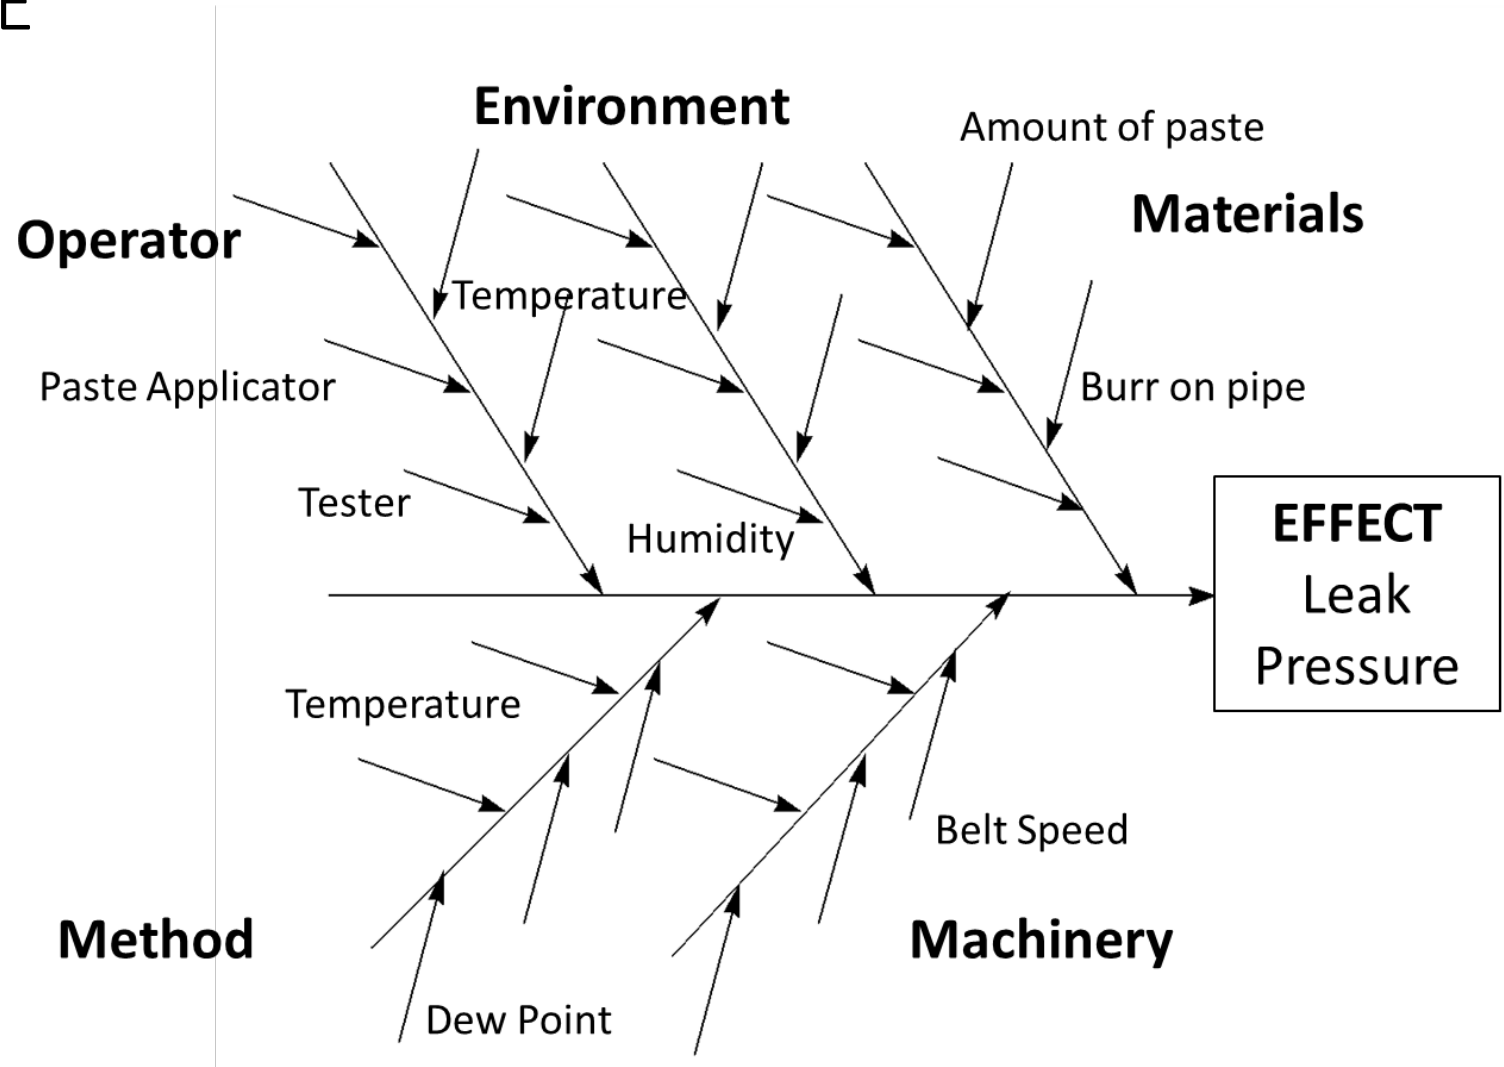 Environment
Amount of paste
Materials
Operator
Temperature
Paste Applicator
Burr on pipe
Tester
Humidity
EFFECT
Leak
Pressure
Temperature
Belt Speed
Method
Machinery
Dew Point